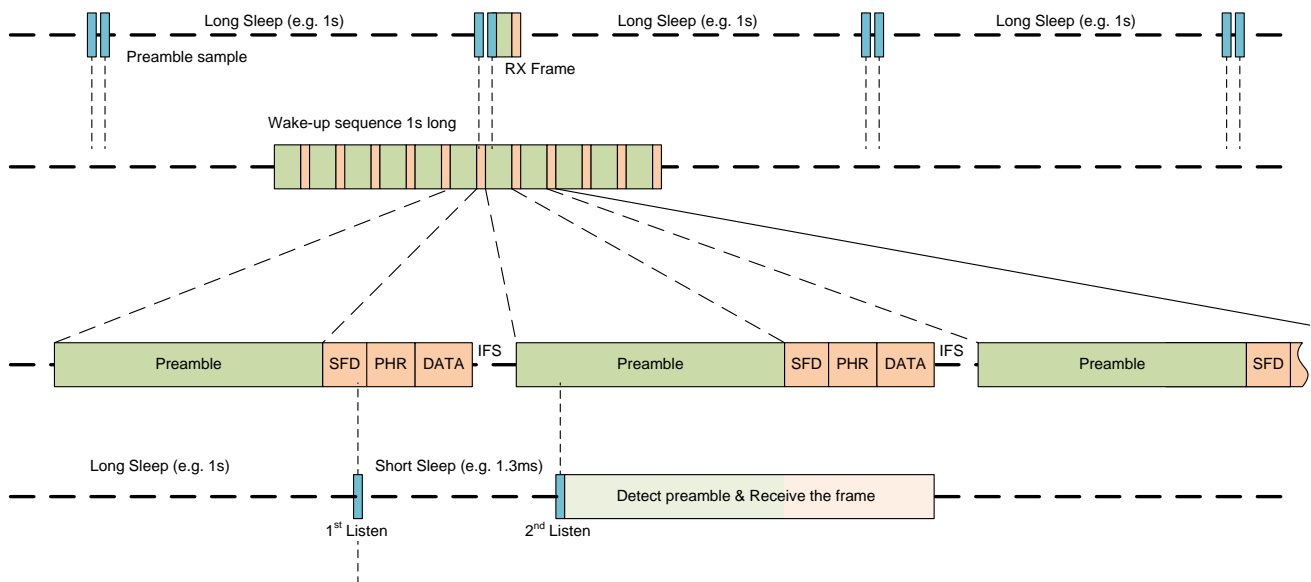 Long Sleep (e.g. 1s)
Long Sleep (e.g. 1s)
Long Sleep (e.g. 1s)
Preamble sample
RX Frame
Wake-up sequence 1s long
Preamble
SFD
PHR
DATA
IFS
Preamble
SFD
PHR
DATA
IFS
Preamble
SFD
Long Sleep (e.g. 1s)
Short Sleep (e.g. 1.3ms)
Detect preamble & Receive the frame
1st Listen
2nd Listen